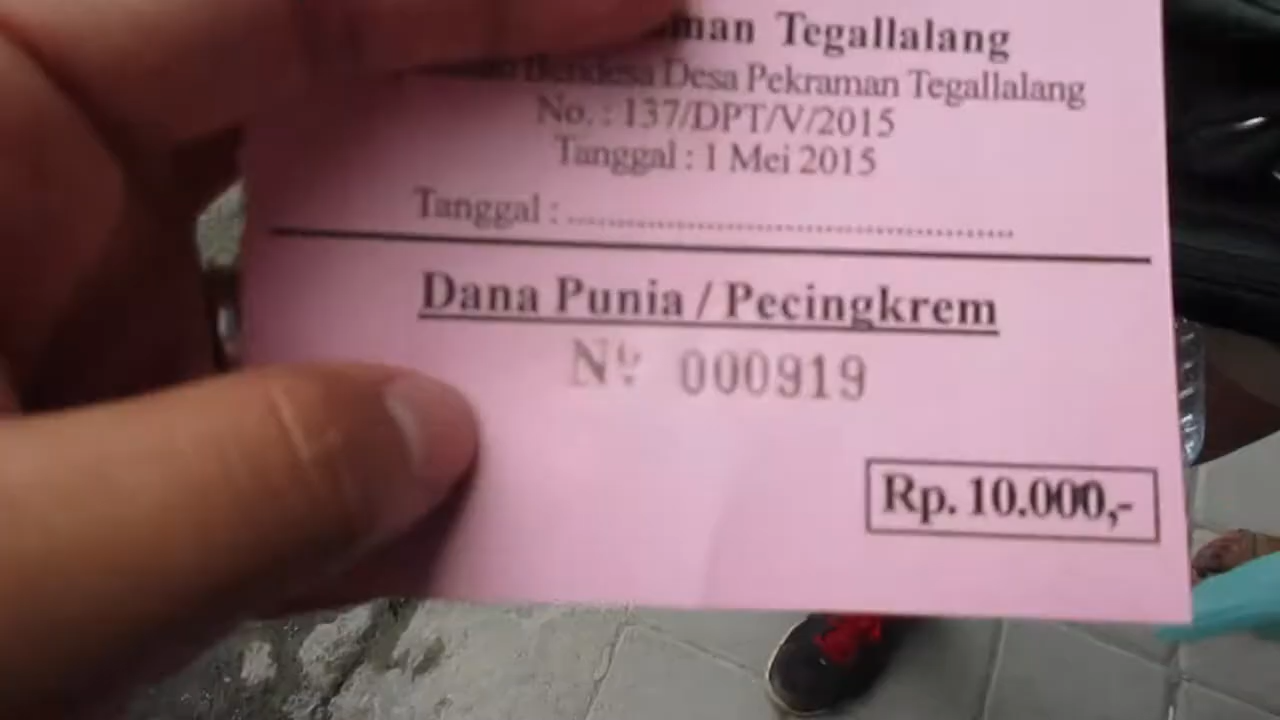 Tegallalang
Bendesa Desa Pekraman Tegallalang
No. : 137/DPT/V/2015
Tanggal : 1 Mei 2015
Tanggal : ........................................
Dana Punia / Pecingkrem
Nº 000919
Rp. 10.000,-